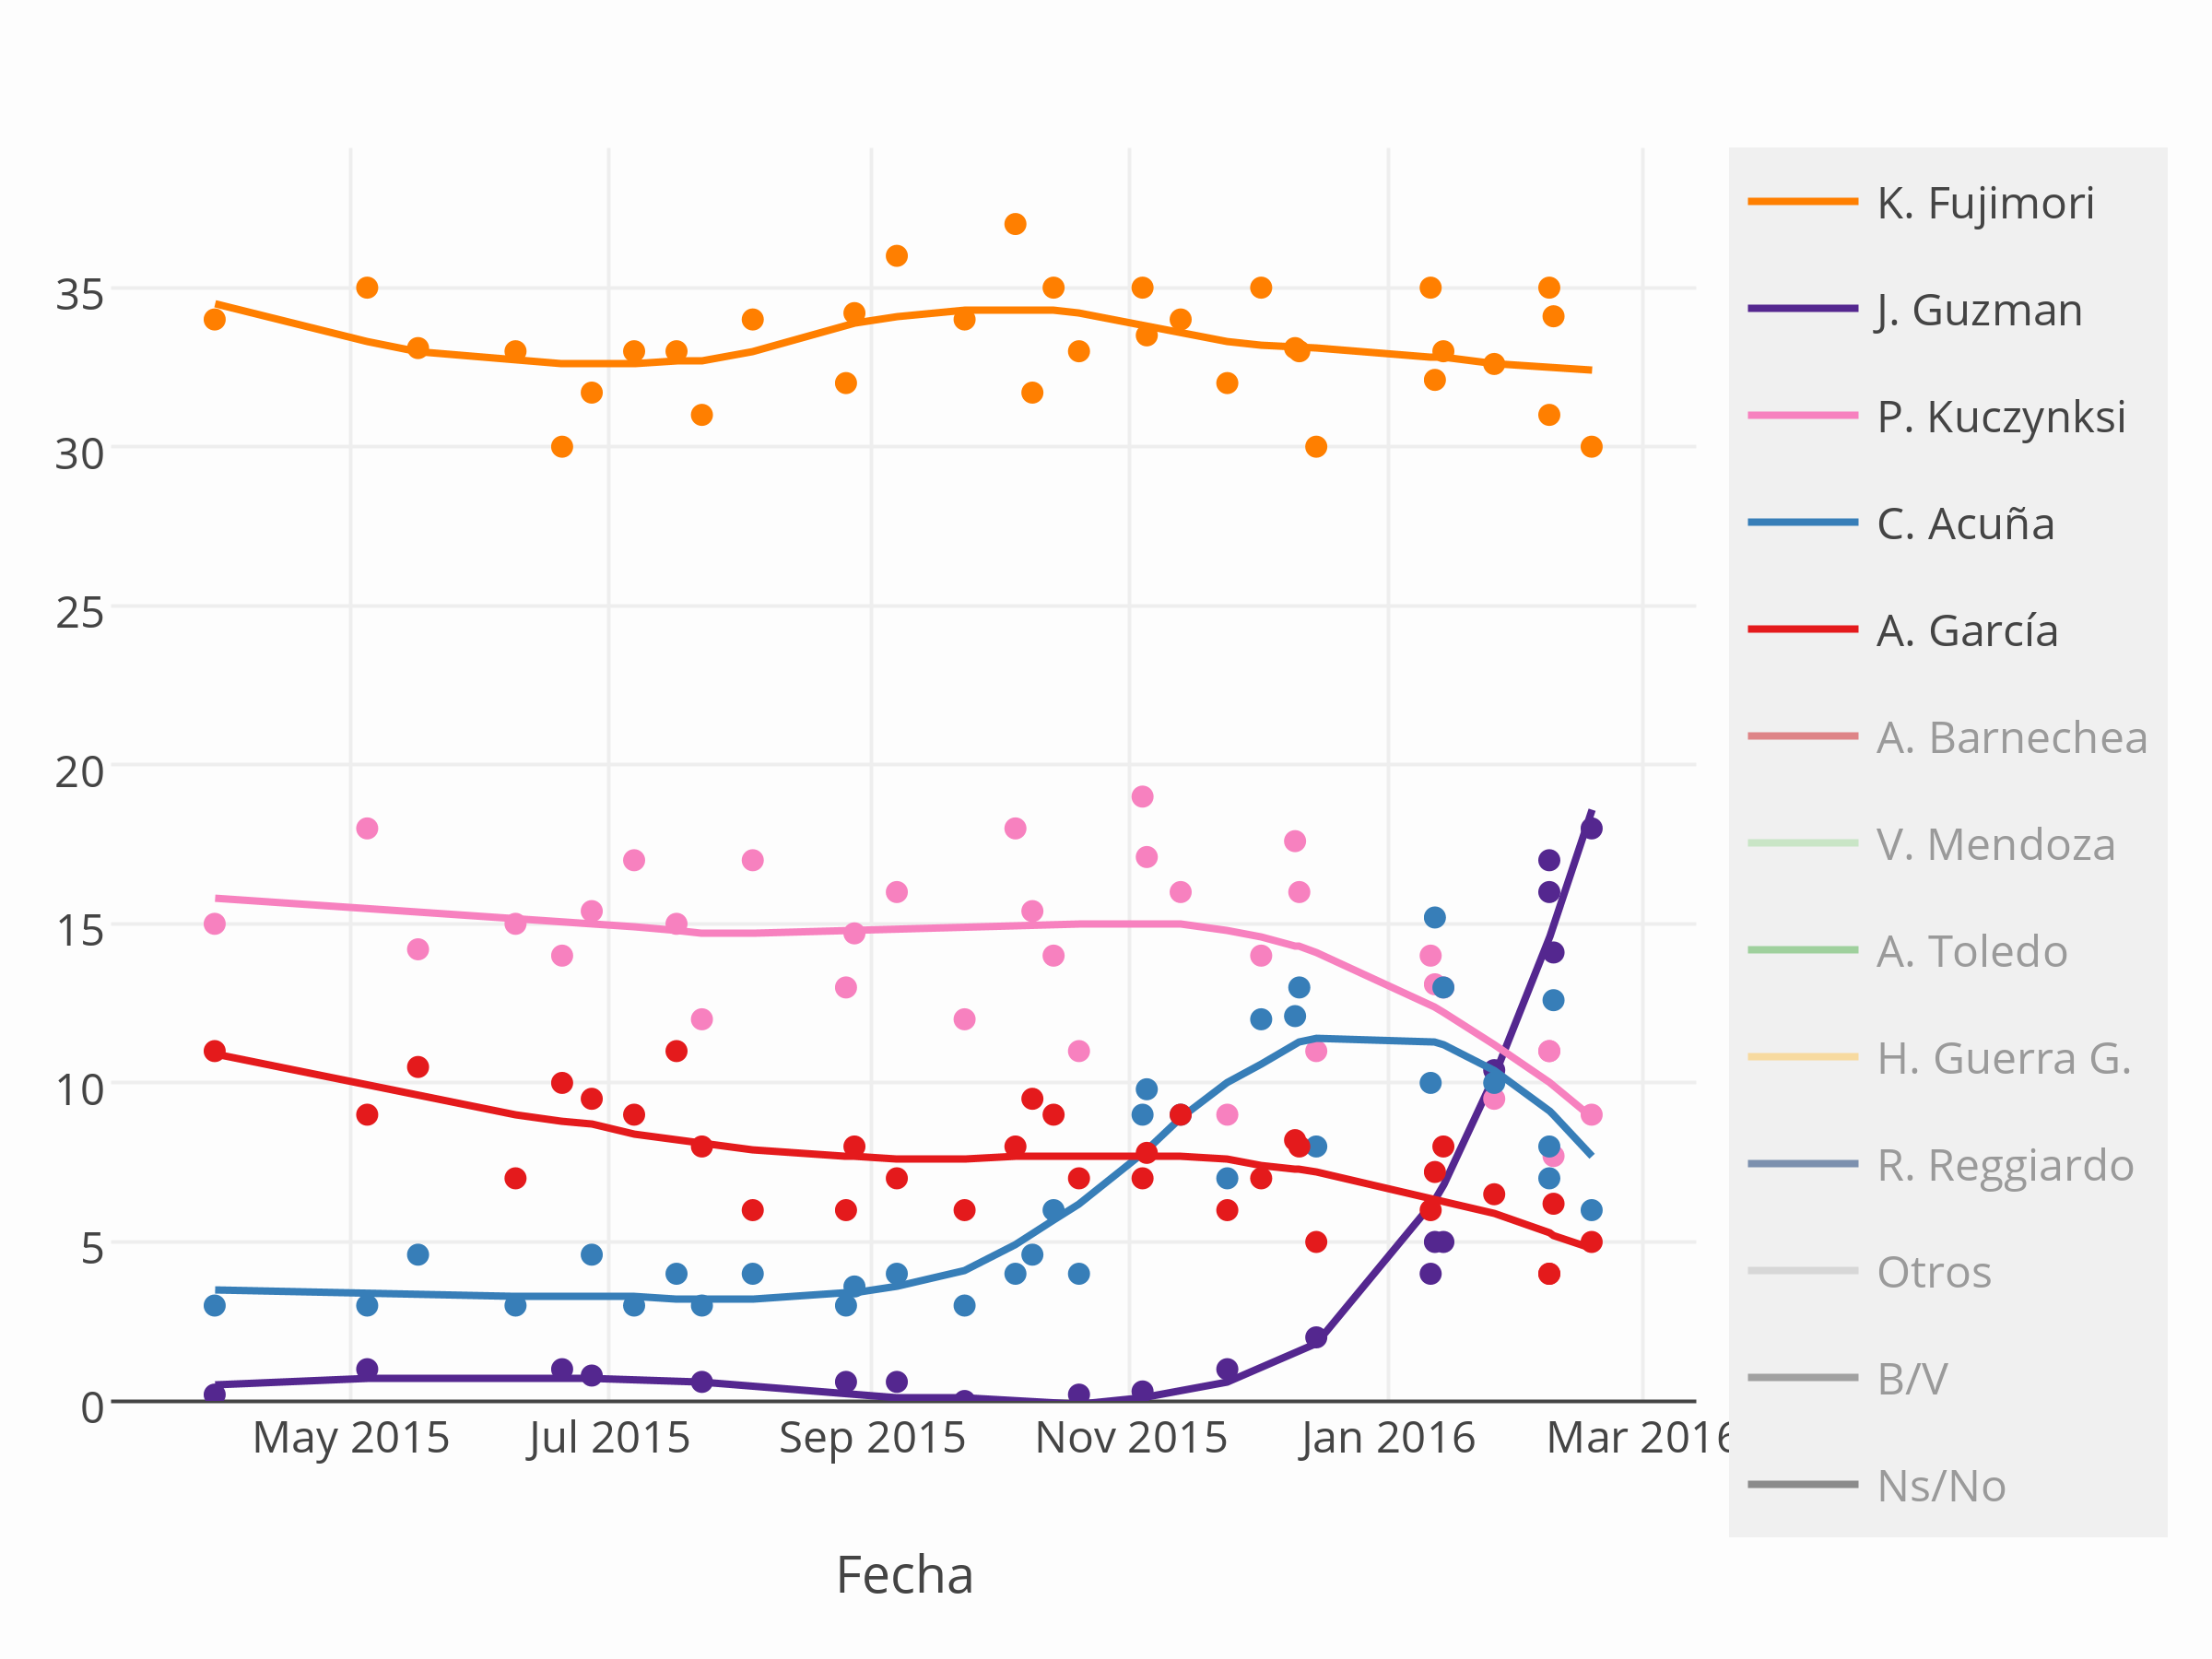 35
30
25
20
15
10
5
0
May 2015
Jul 2015
Sep 2015
Nov 2015
Jan 2016
Mar 2016
Fecha
K. Fujimori
J. Guzman
P. Kuczynksi
C. Acuña
A. García
A. Barnechea
V. Mendoza
A. Toledo
H. Guerra G.
R. Reggiardo
Otros
B/V
Ns/No